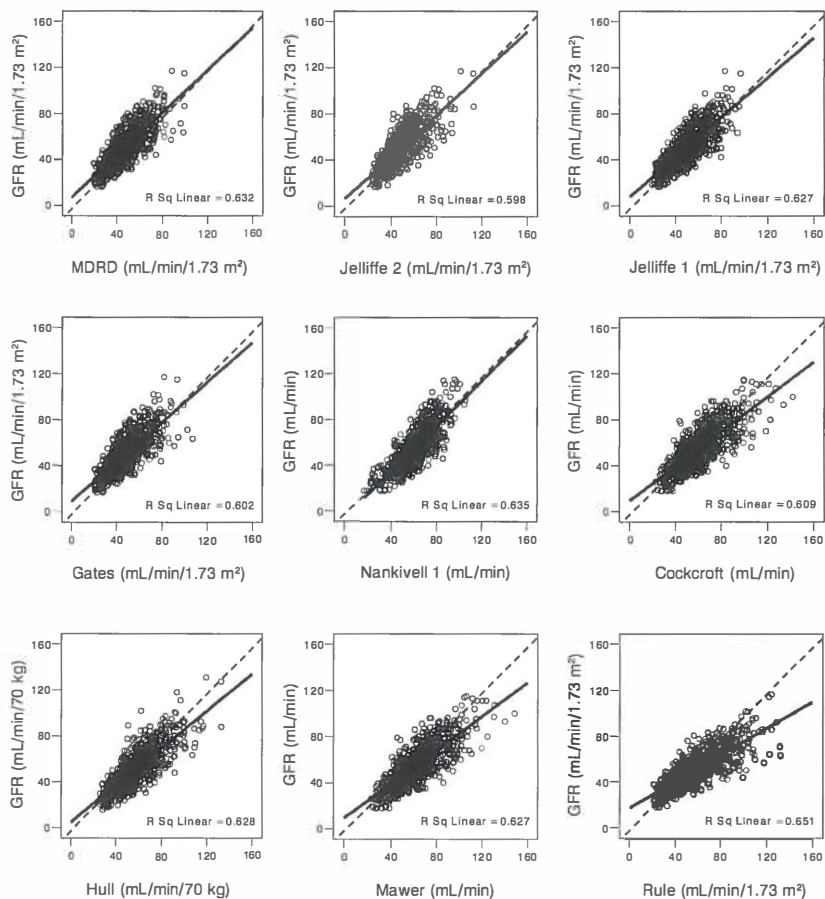 160
120
80
40
0
GFR (mL/min/1.73 m²)
R Sq Linear =0.632
0 40 80 120 160
MDRD (mL/min/1.73 m²)
160
120
80
40
0
GFR (mL/min/1.73 m²)
R Sq Linear =0.598
0 40 80 120 160
Jelliffe 2 (mL/min/1.73 m²)
160
120
80
40
0
GFR (mL/min/1.73 m²)
R Sq Linear =0.627
0 40 80 120 160
Jelliffe 1 (mL/min/1.73 m²)
160
120
80
40
0
GFR (mL/min/1.73 m²)
R Sq Linear =0.602
0 40 80 120 160
Gates (mL/min/1.73 m²)
160
120
80
40
0
GFR (mL/min)
R Sq Linear =0.635
0 40 80 120 160
Nankivell 1 (mL/min)
160
120
80
40
0
GFR (mL/min)
R Sq Linear =0.609
0 40 80 120 160
Cockcroft (mL/min)
160
120
80
40
0
GFR (mL/min/70 kg)
R Sq Linear =0.628
0 40 80 120 160
Hull (mL/min/70 kg)
160
120
80
40
0
GFR (mL/min)
R Sq Linear =0.627
0 40 80 120 160
Mawer (mL/min)
160
120
80
40
0
GFR (mL/min/1.73 m²)
R Sq Linear =0.651
0 40 80 120 160
Rule (mL/min/1.73 m²)